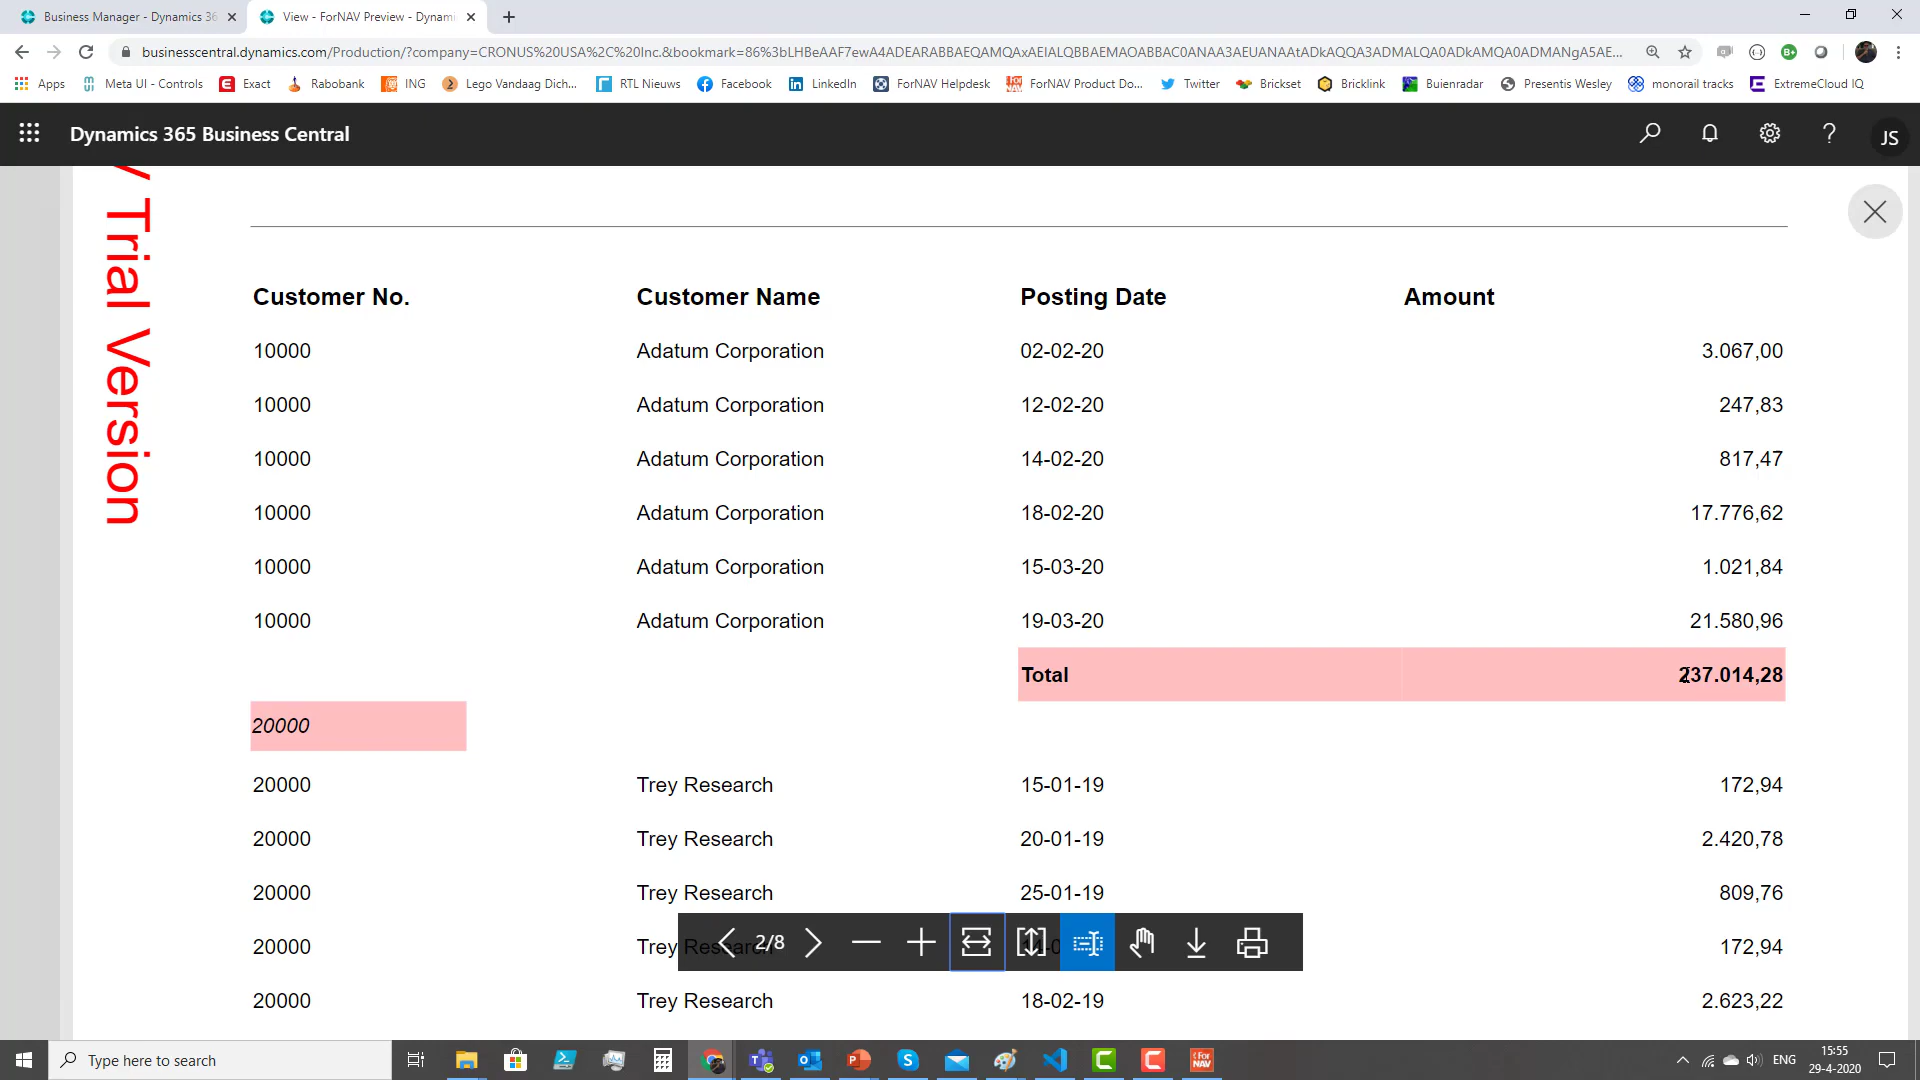 Business Manager - Dynamics 36
View - ForNAV Preview - Dynami
businesscentral.dynamics.com/Production/?company=CRONUS%20USA%2C%20Inc.&bookmark=86%3bLHBeAAF7ewA4ADEARABBAEQAMQAxAEIALQBBAEMAOABBAC0ANAA3AEUANAAtADkAQQA3ADMALQA0ADkAMQA0ADMANgA5AE...
Apps
Meta UI - Controls
Exact
Rabobank
ING
Lego Vandaag Dich...
RTL Nieuws
Facebook
LinkedIn
ForNAV Helpdesk
ForNAV Product Do...
Twitter
Brickset
Bricklink
Buienradar
Presentis Wesley
monorail tracks
ExtremeCloud IQ
Dynamics 365 Business Central
JS
Trial Version
Customer No. Customer Name Posting Date Amount
10000 Adatum Corporation 02-02-20 3.067,00
10000 Adatum Corporation 12-02-20 247,83
10000 Adatum Corporation 14-02-20 817,47
10000 Adatum Corporation 18-02-20 17.776,62
10000 Adatum Corporation 15-03-20 1.021,84
10000 Adatum Corporation 19-03-20 21.580,96
Total 237.014,28
20000
20000 Trey Research 15-01-19 172,94
20000 Trey Research 20-01-19 2.420,78
20000 Trey Research 25-01-19 809,76
20000 Trey 172,94
2/8
20000 Trey Research 18-02-19 2.623,22
Type here to search
ENG
15:55
29-4-2020